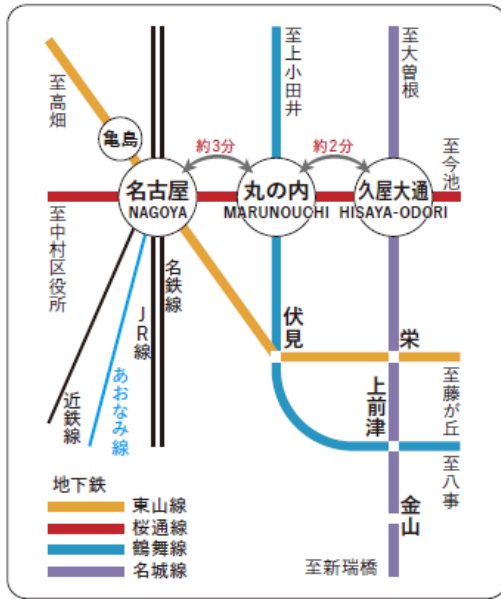 至高畑
亀島
至上小田井
至大曽根
約3分
約2分
至今池
名古屋
NAGOYA
丸の内
MARUNOUCHI
久屋大通
HISAYA-ODORI
至中村区役所
名鉄線
JR線
あおなみ線
近鉄線
伏見
栄
至藤が丘
上前津
至八事
金山
至新瑞橋
地下鉄
東山線
桜通線
鶴舞線
名城線